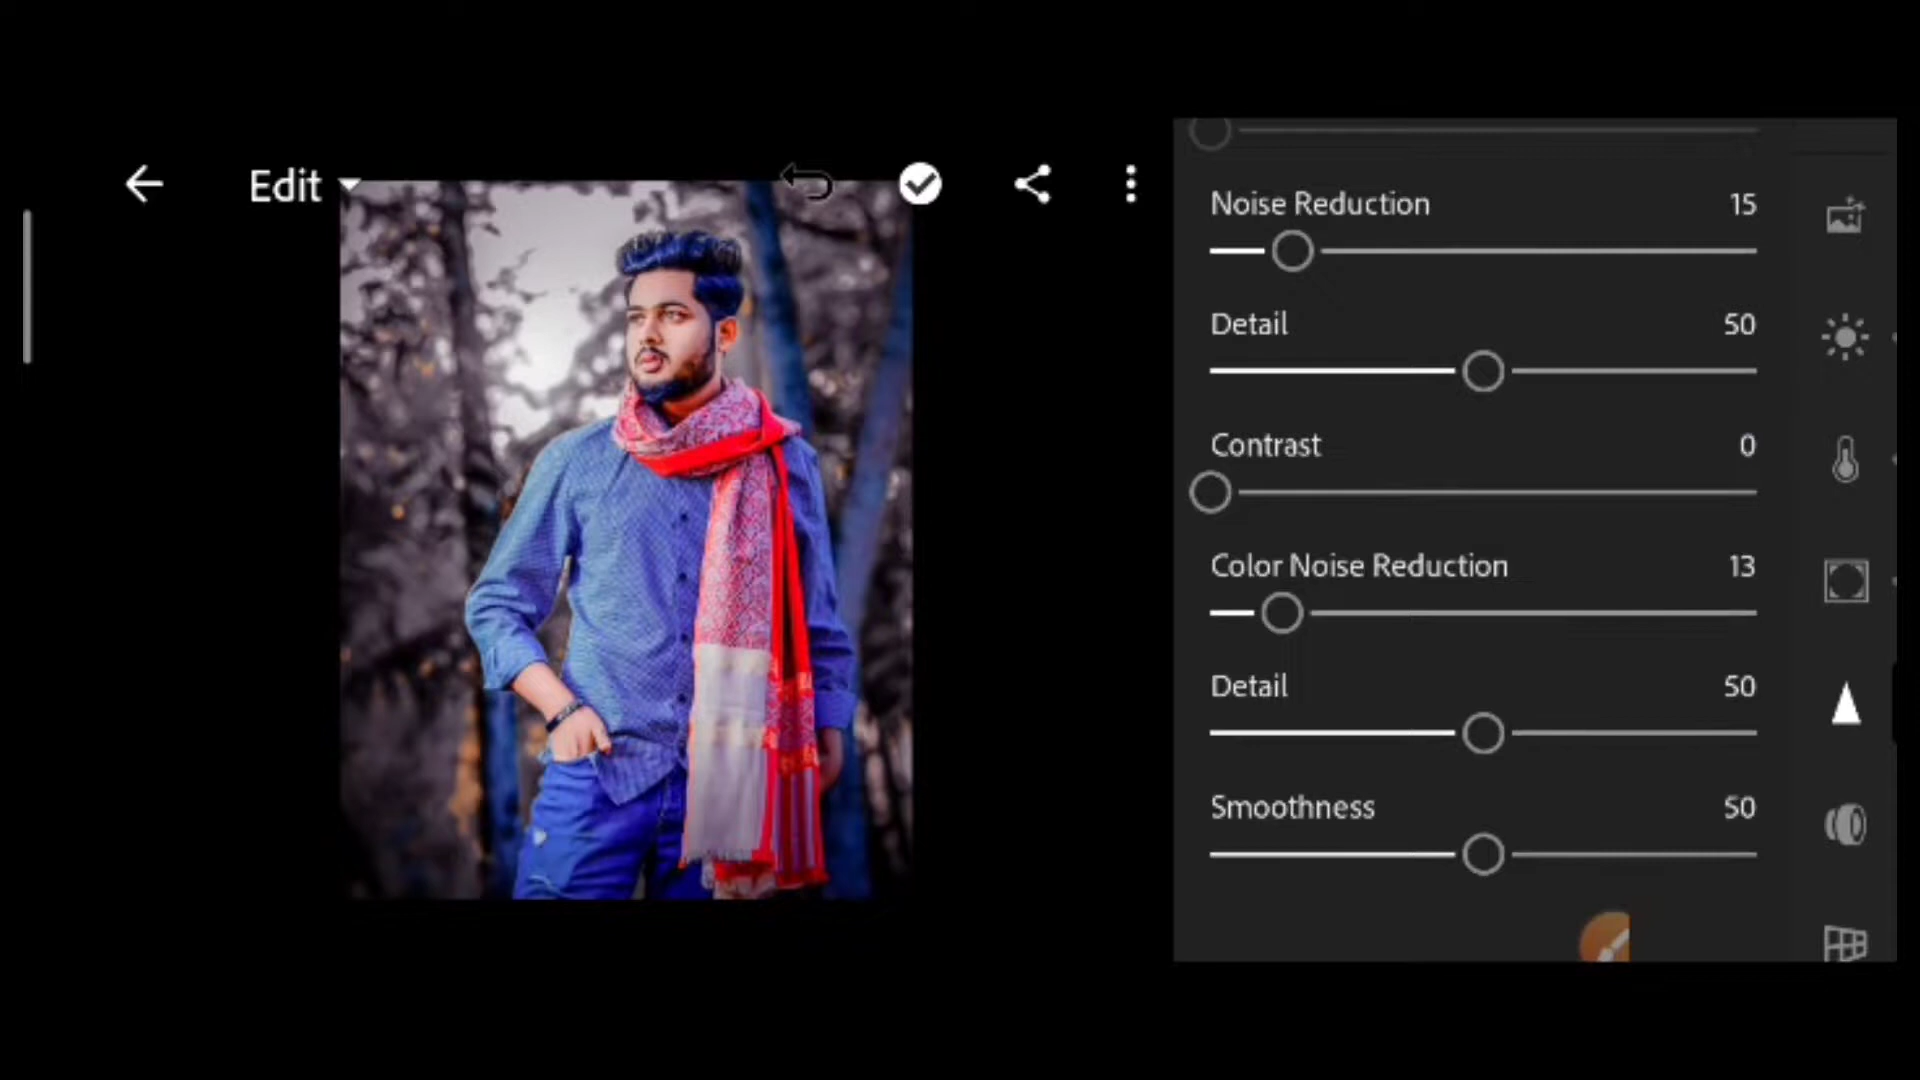 Edit
Noise Reduction 15
Detail 50
Contrast 0
Color Noise Reduction 13
Detail 50
Smoothness 50